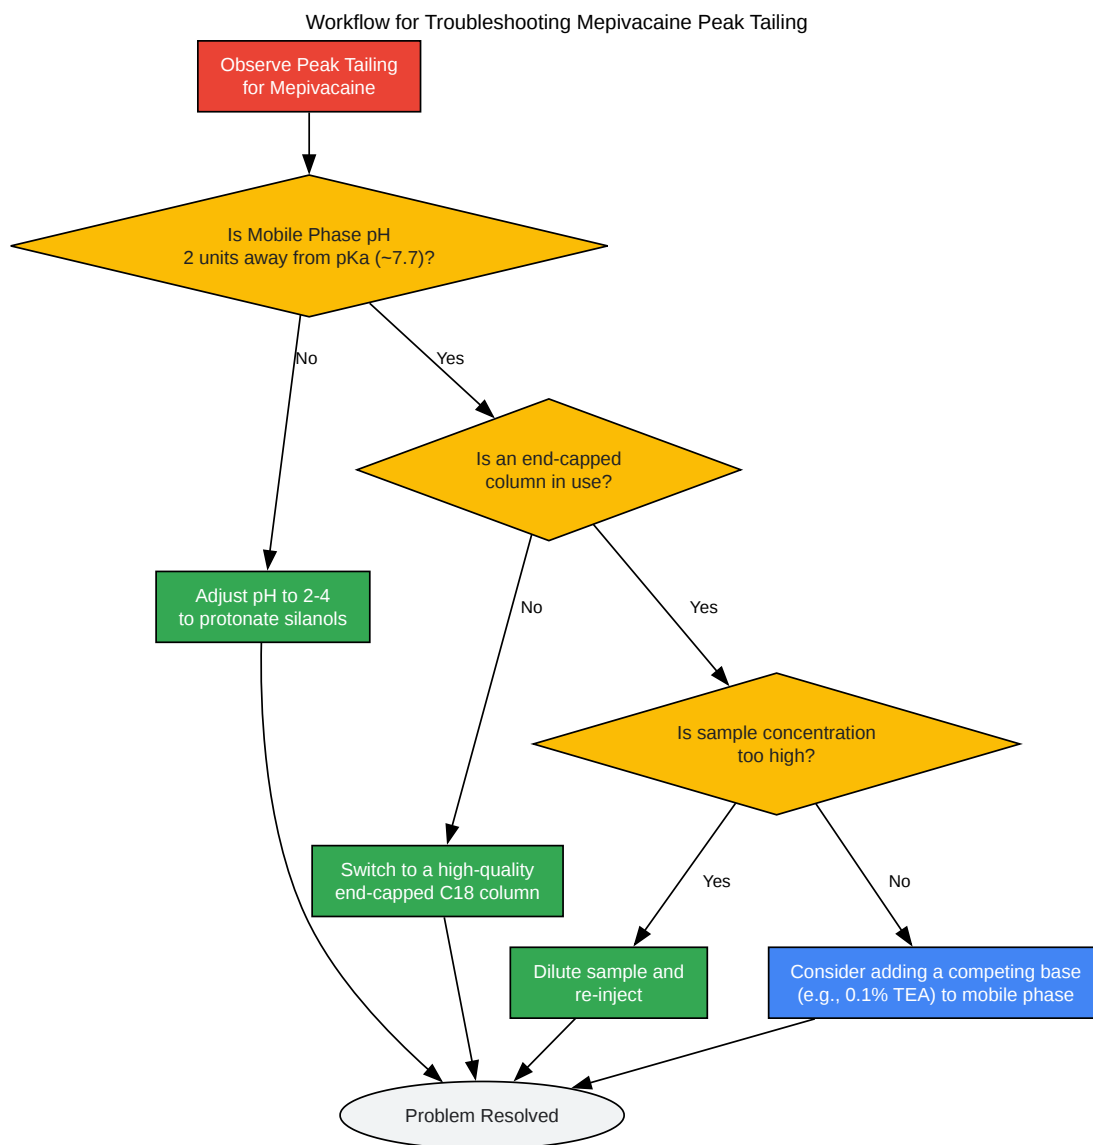 Workflow for Troubleshooting Mepivacaine Peak Tailing
Observe Peak Tailing
for Mepivacaine
Is Mobile Phase pH
2 units away from pKa (~7.7)?
No
Yes
Is an end-capped
column in use?
Adjust pH to 2-4
to protonate silanols
No
Yes
Is sample concentration
too high?
Switch to a high-quality
end-capped C18 column
Yes
No
Dilute sample and
re-inject
Consider adding a competing base
(e.g., 0.1% TEA) to mobile phase
Problem Resolved